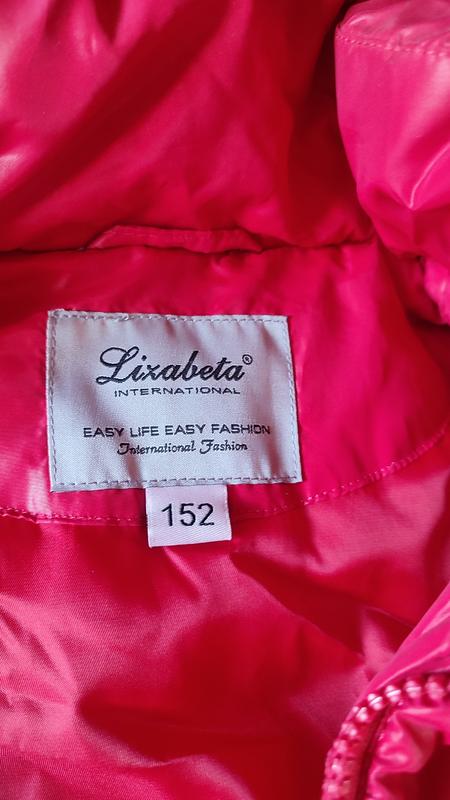 Lizabeta®
INTERNATIONAL
EASY LIFE EASY FASHION
International Fashion
152